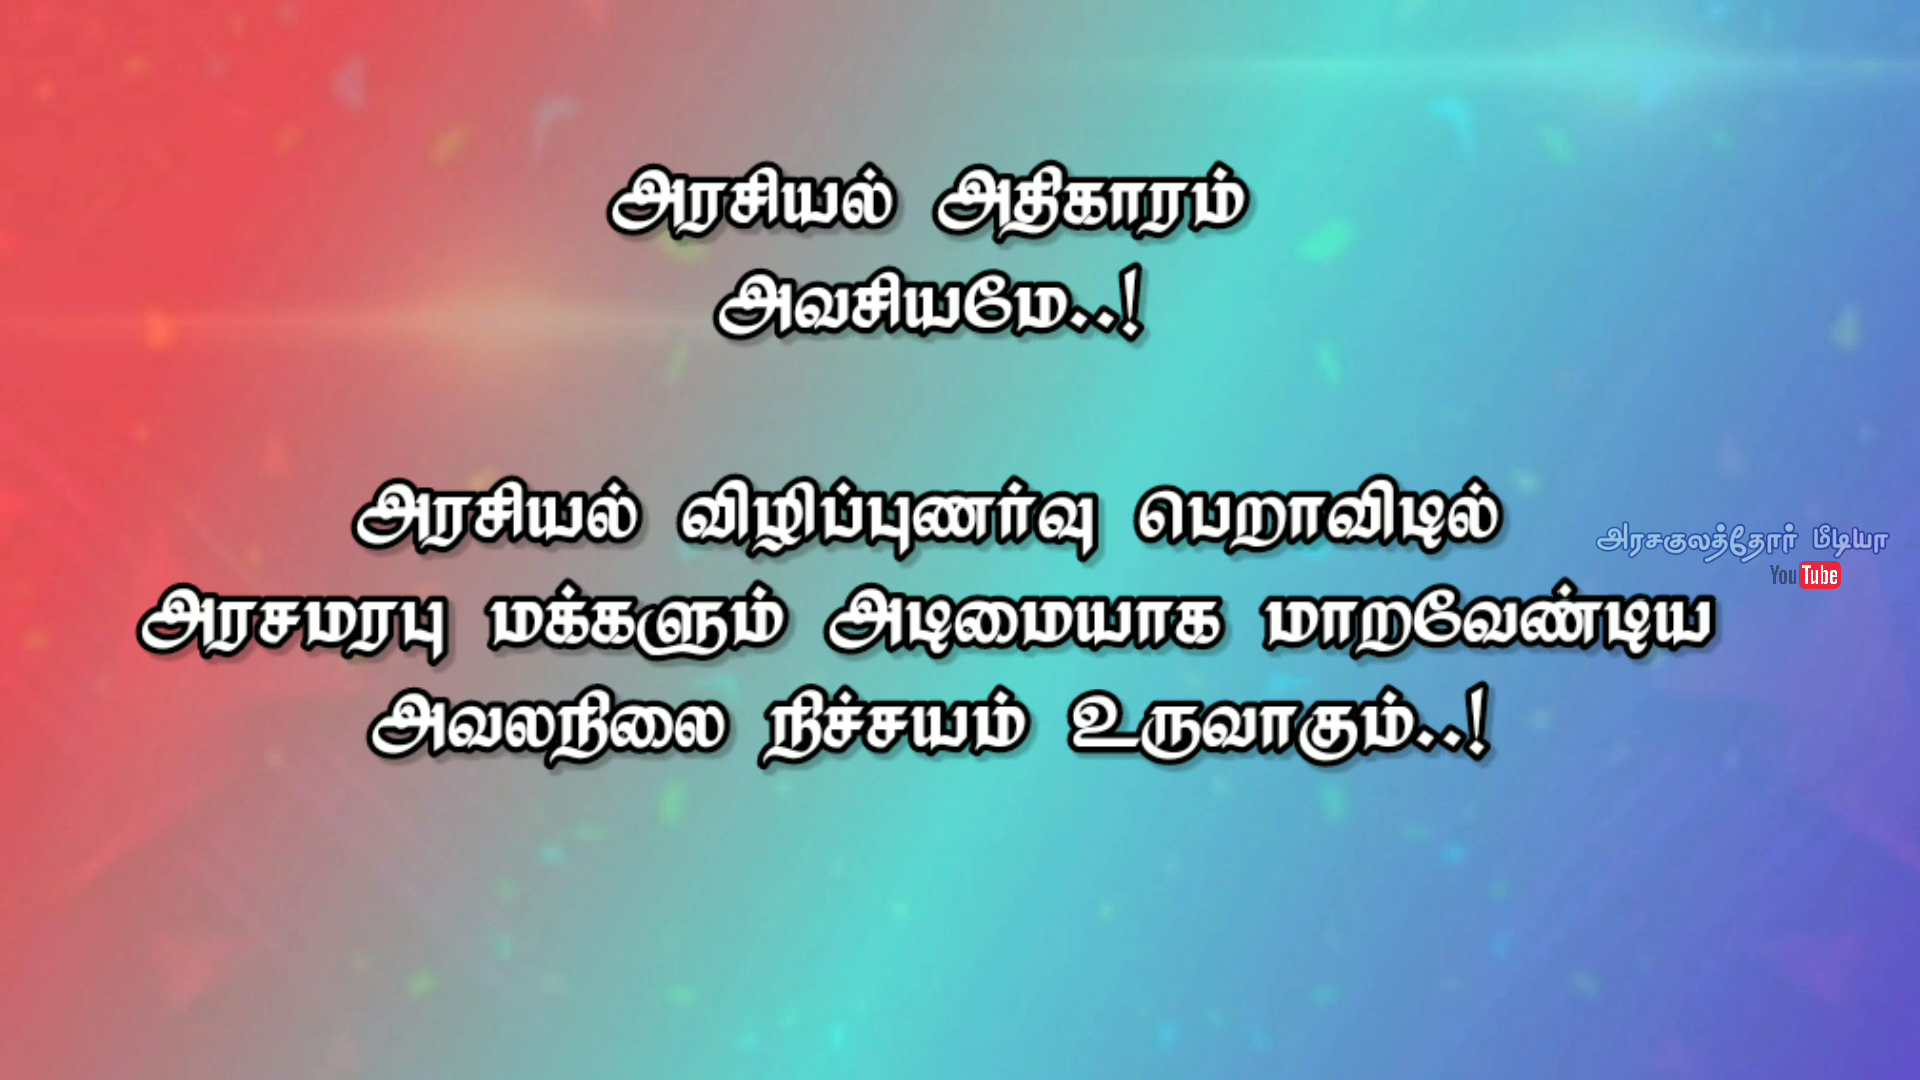 அரசியல் அதிகாரம்
அவசியமே..!
அரசியல் விழிப்புணர்வு பெறாவிடில்
அரசமரபு மக்களும் அடிமையாக மாறவேண்டிய
அவலநிலை நிச்சயம் உருவாகும்..!
அரசகுலத்தோர் மீடியா
YouTube